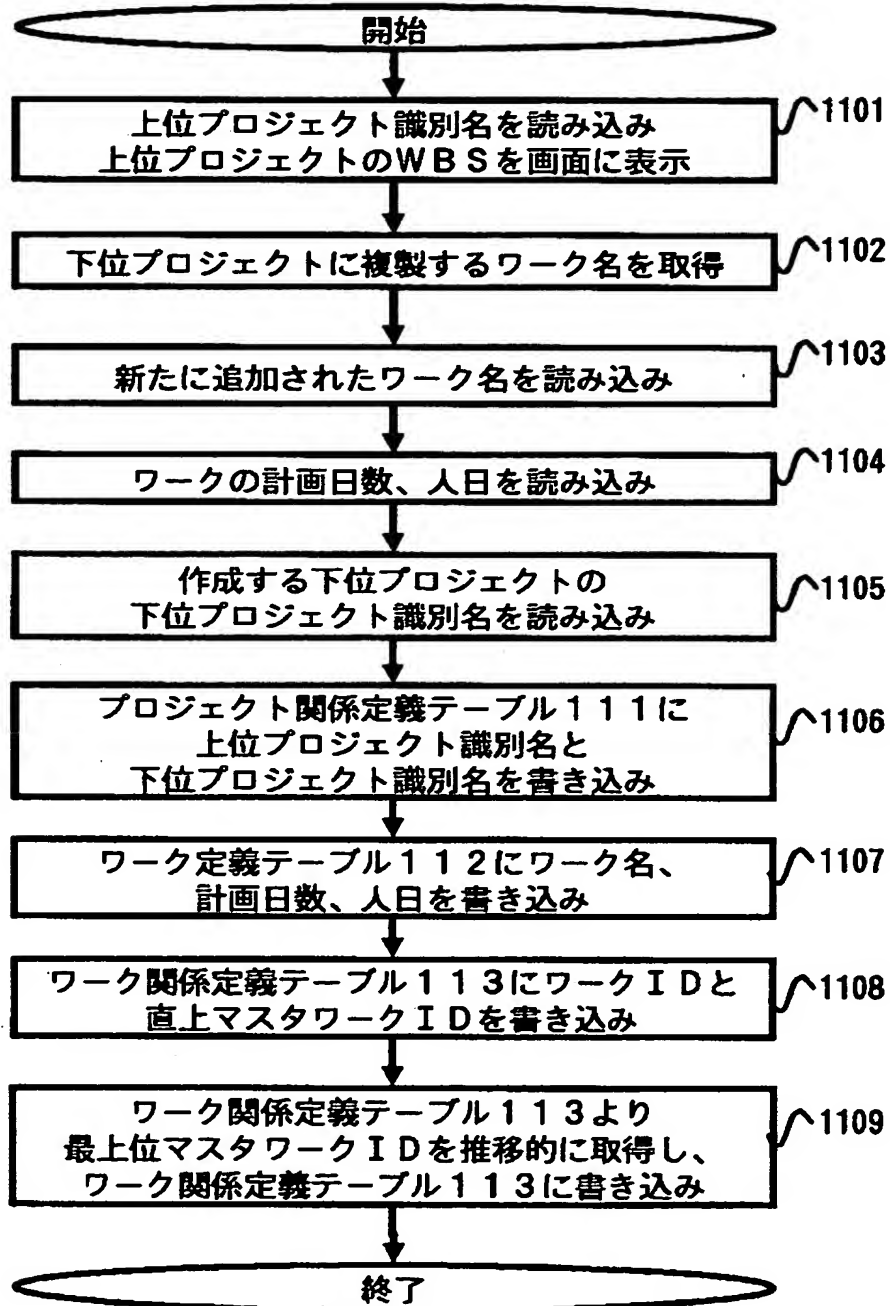 開始
上位プロジェクト識別名を読み込み
上位プロジェクトのWBSを画面に表示
1101
下位プロジェクトに複製するワーク名を取得
1102
新たに追加されたワーク名を読み込み
1103
ワークの計画日数、人日を読み込み
1104
作成する下位プロジェクトの
下位プロジェクト識別名を読み込み
1105
プロジェクト関係定義テーブル111に
上位プロジェクト識別名と
下位プロジェクト識別名を書き込み
1106
ワーク定義テーブル112にワーク名、
計画日数、人日を書き込み
1107
ワーク関係定義テーブル113にワークIDと
直上マスタワークIDを書き込み
1108
ワーク関係定義テーブル113より
最上位マスタワークIDを推移的に取得し、
ワーク関係定義テーブル113に書き込み
1109
終了